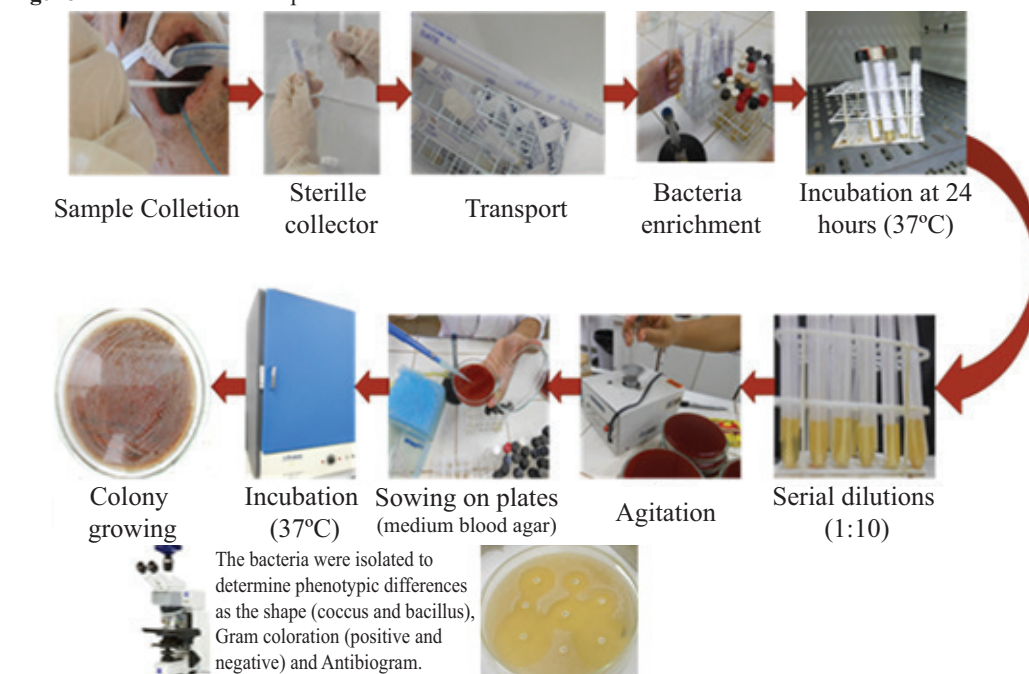 Sample Colletion
Sterille
collector
Transport
Bacteria
enrichment
Incubation at 24
hours (37ºC)
Colony
growing
Incubation
(37ºC)
Sowing on plates
(medium blood agar)
Agitation
Serial dilutions
(1:10)
The bacteria were isolated to
determine phenotypic differences
as the shape (coccus and bacillus),
Gram coloration (positive and
negative) and Antibiogram.